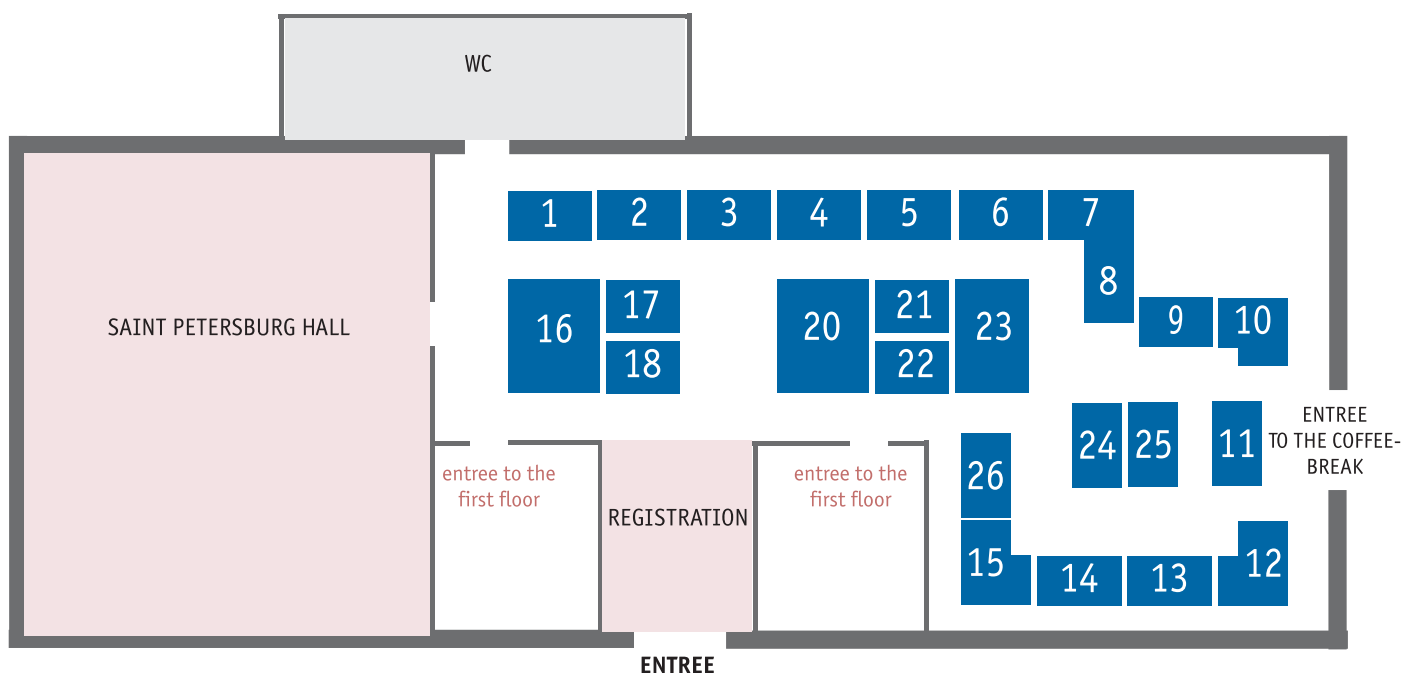 WC
1 2 3 4 5 6 7
8
16 17 20 21 23
18 22
9 10
SAINT PETERSBURG HALL
24 25 11
ENTREE
TO THE COFFEE-
BREAK
entree to the
first floor
entree to the
first floor
26
REGISTRATION
15 14 13 12
ENTREE